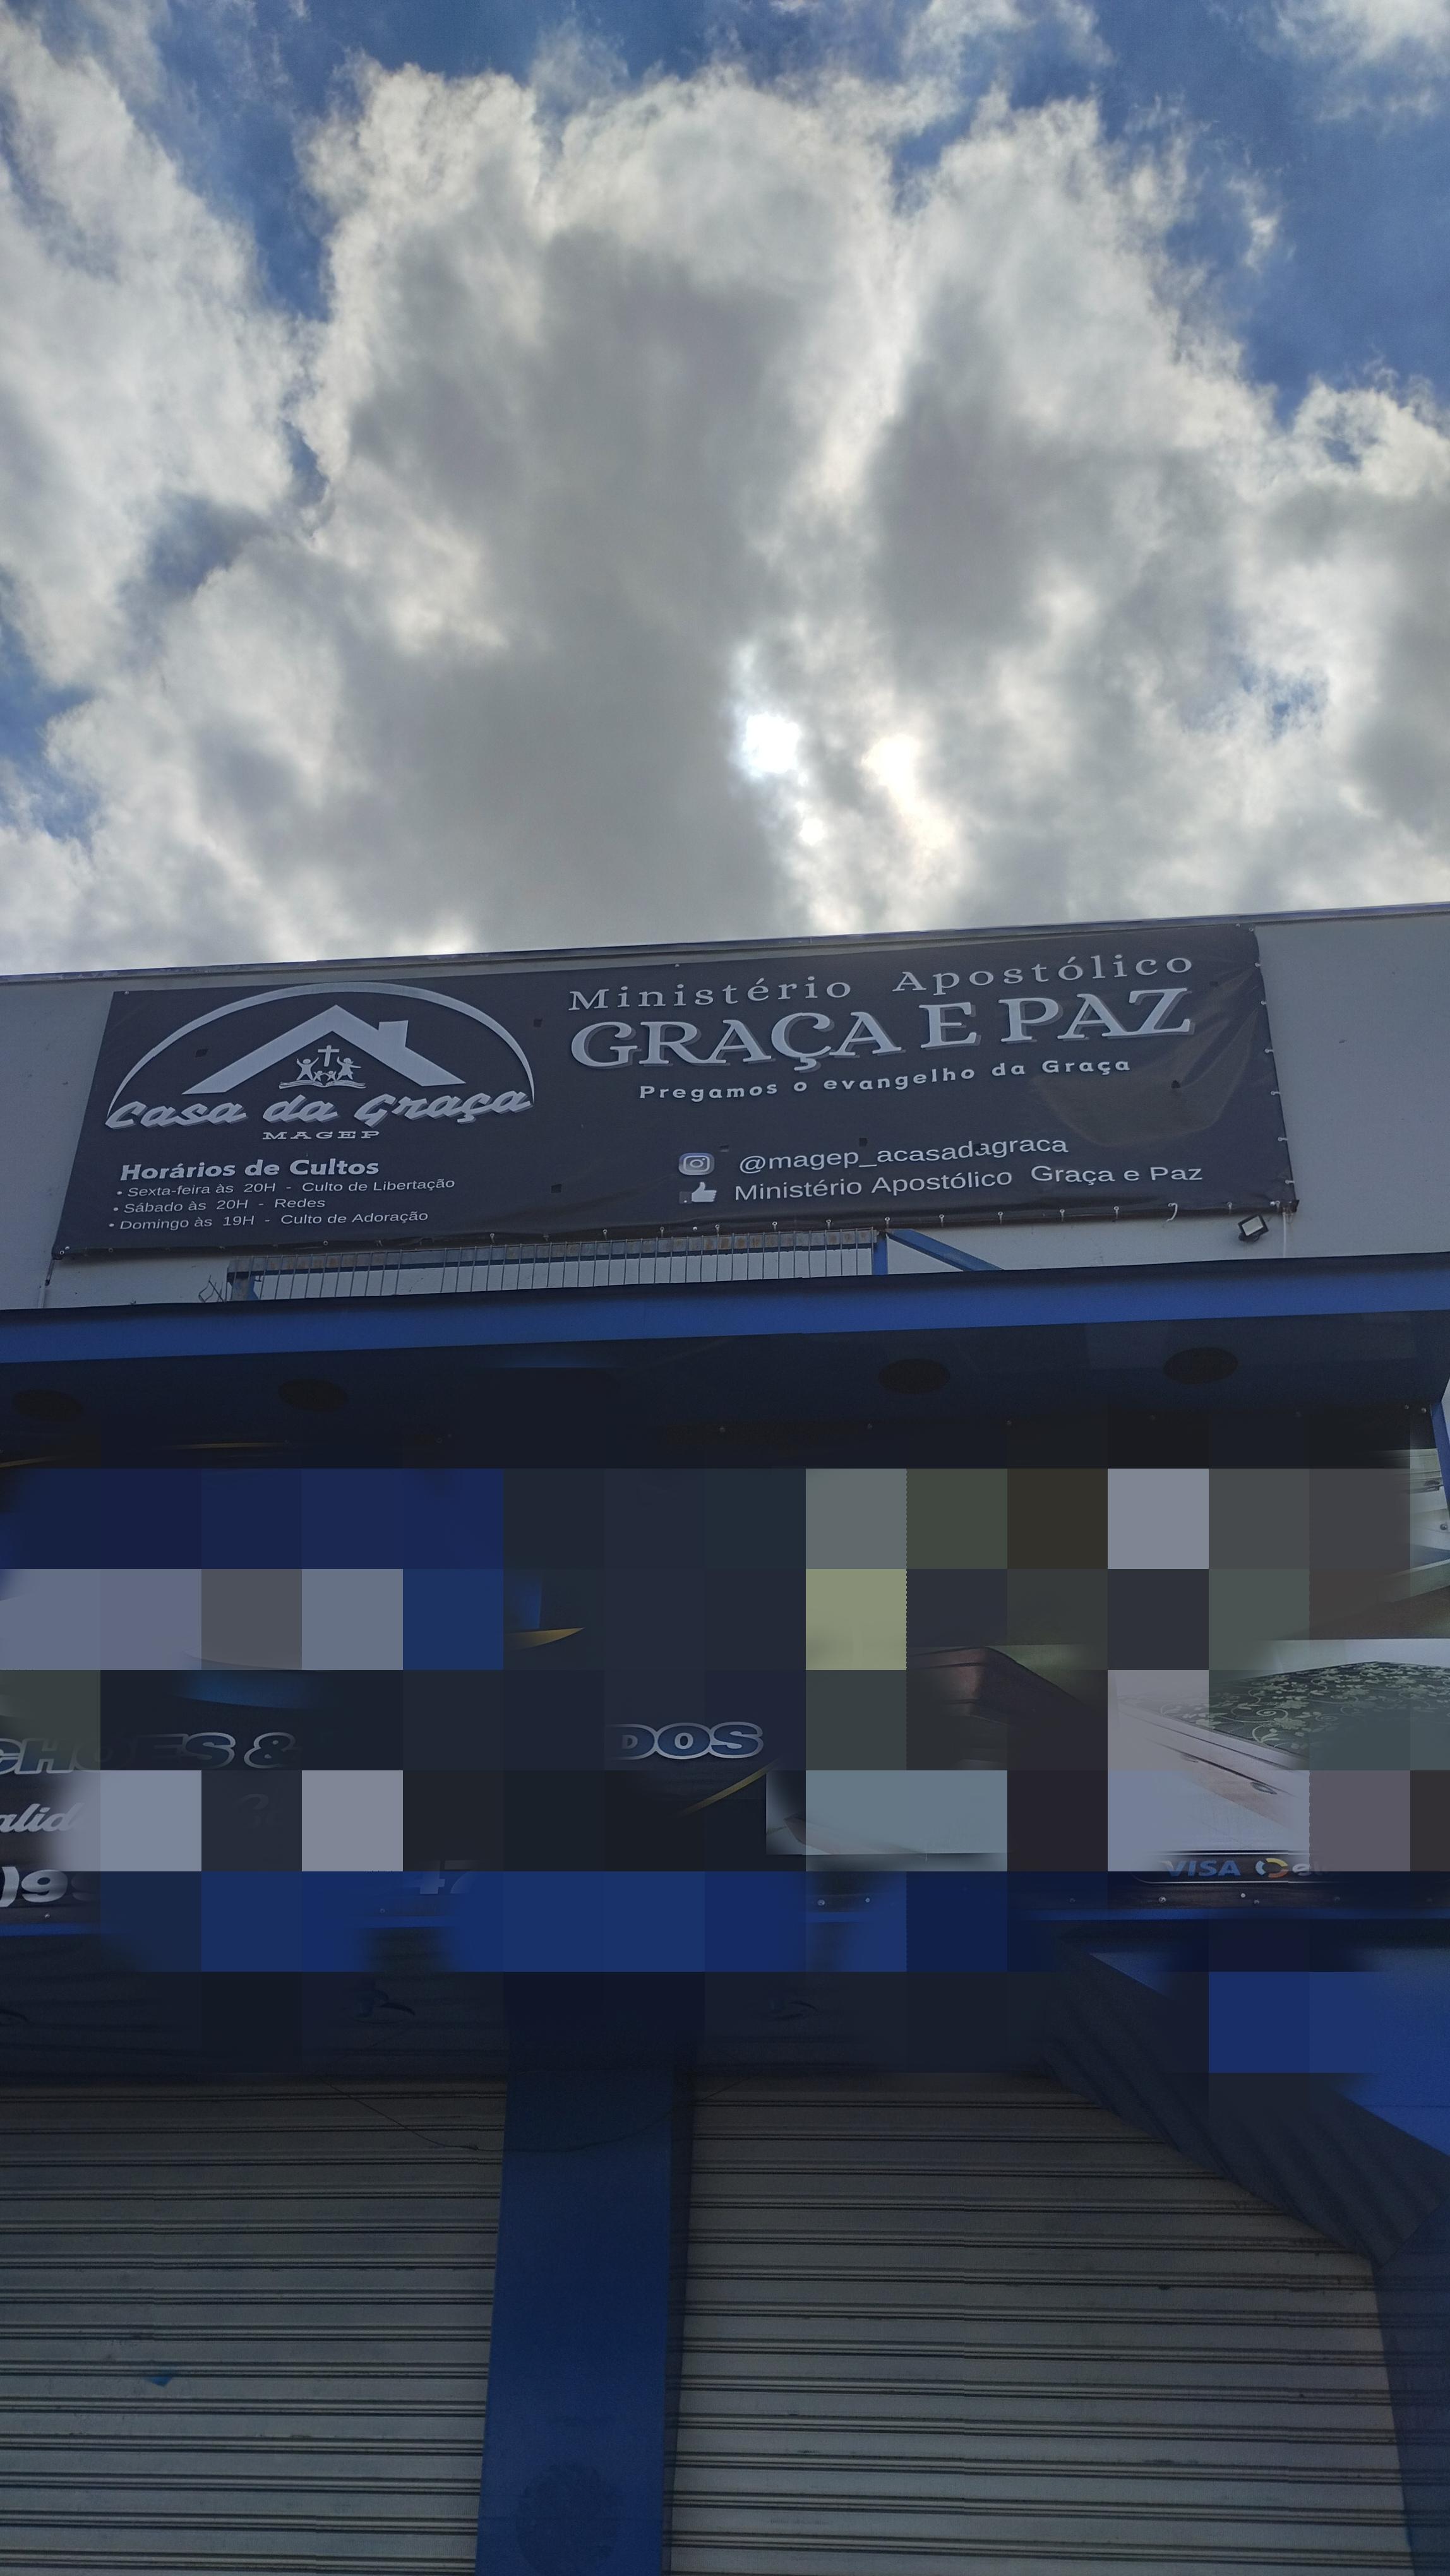 Ministério Apostólico
GRAÇA E PAZ
Pregamos o evangelho da Graça
Casa da Graça
MAGEP
Horários de Cultos
• Sexta-feira às 20H - Culto de Libertação
• Sábado às 20H - Redes
• Domingo às 19H - Culto de Adoração
@magep_acasadagraca
Ministério Apostólico Graça e Paz
&
VISA